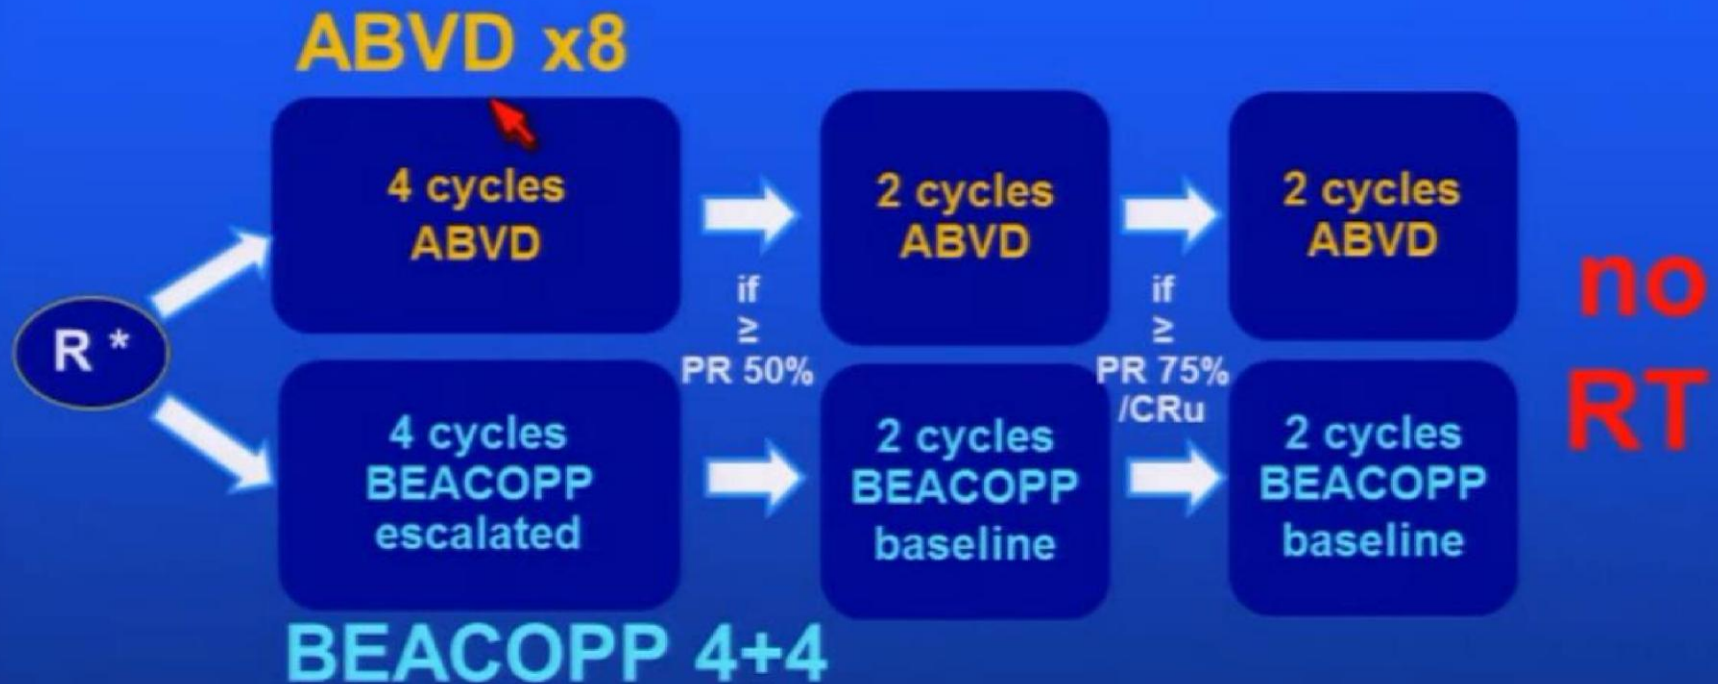 ABVD x8
4 cycles
ABVD
2 cycles
ABVD
2 cycles
ABVD
if
≥
PR 50%
if
≥
PR 75%
/CRu
no
RT
R *
4 cycles
BEACOPP
escalated
2 cycles
BEACOPP
baseline
2 cycles
BEACOPP
baseline
BEACOPP 4+4